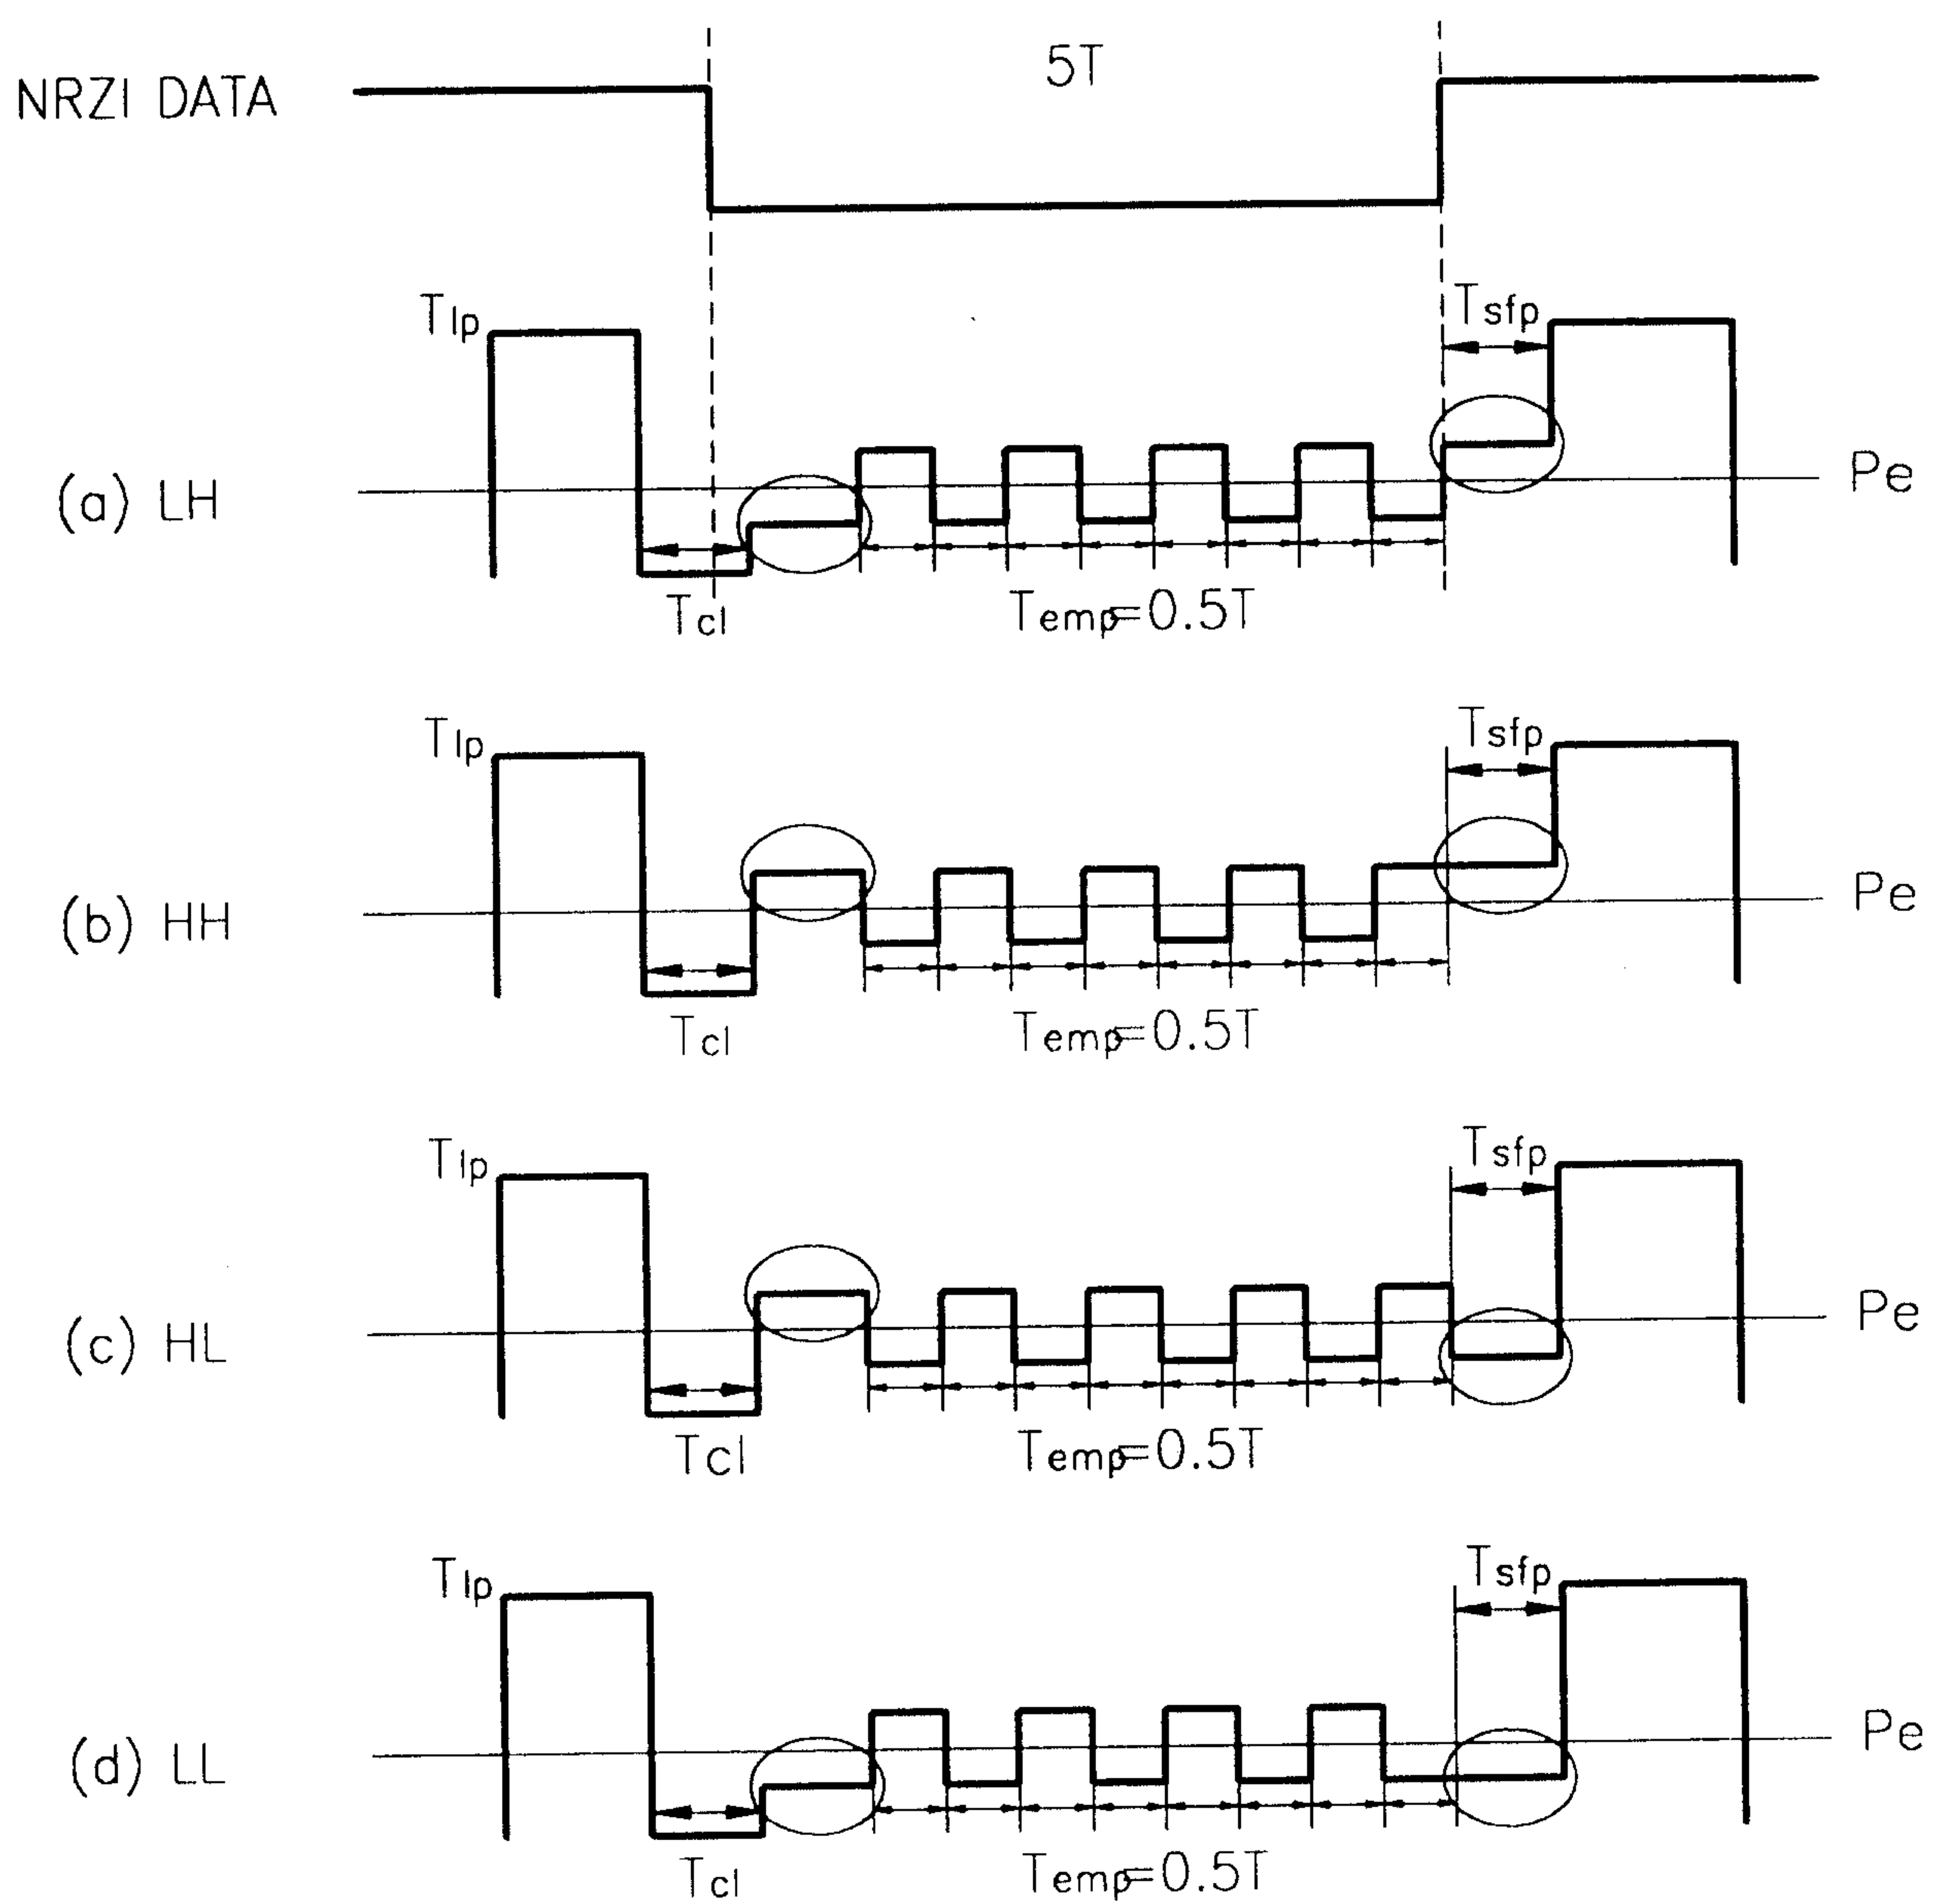 5T
NRZI DATA
Tlp
Tsfp
(a) LH
Pe
Tcl
Temp=0.5T
Tlp
Tsfp
(b) HH
Pe
Tcl
Temp=0.5T
Tlp
Tsfp
(c) HL
Pe
Tcl
Temp=0.5T
Tlp
Tsfp
(d) LL
Pe
Tcl
Temp=0.5T